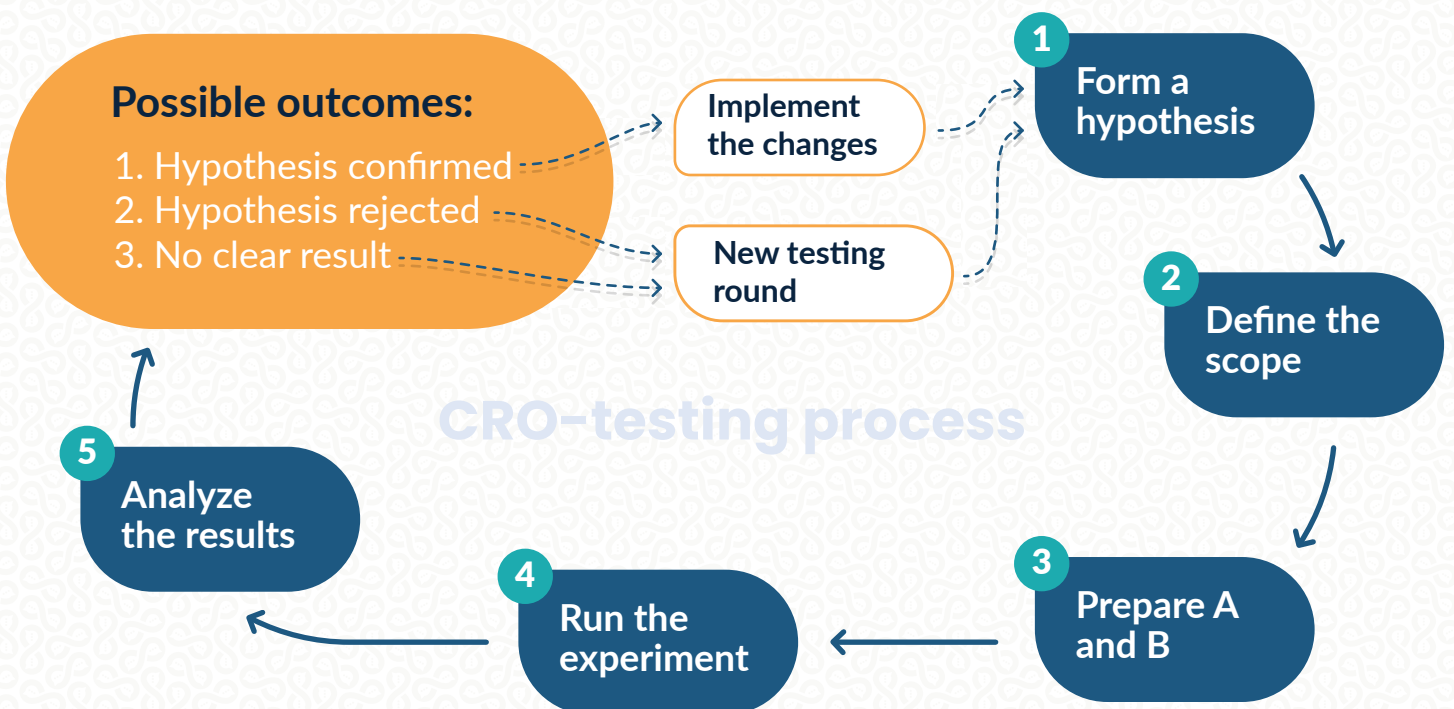 Possible outcomes:
1. Hypothesis confirmed
2. Hypothesis rejected
3. No clear result
Implement
the changes
New testing
round
1
Form a
hypothesis
2
Define the
scope
CRO-testing process
3
Prepare A
and B
4
Run the
experiment
5
Analyze
the results